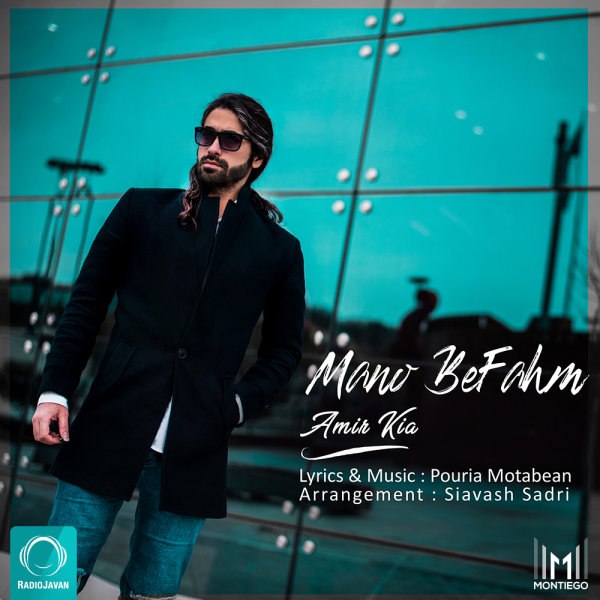 Mano BeFahm
Amir Kia
Lyrics & Music : Pouria Motabean
Arrangement : Siavash Sadri
RADIOJAVAN
M
MONTIEGO